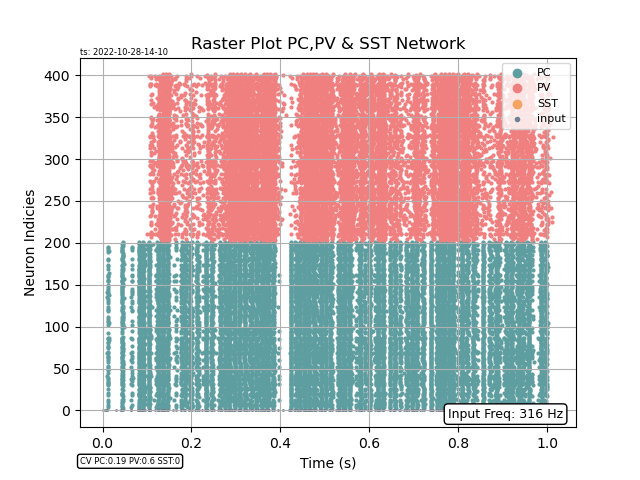 ts: 2022-10-28-14-10
Raster Plot PC,PV & SST Network
Neuron Indicies
400
350
300
250
200
150
100
50
0
PC
PV
SST
input
Input Freq: 316 Hz
0.0 0.2 0.4 0.6 0.8 1.0
Time (s)
CV PC:0.19 PV:0.6 SST:0